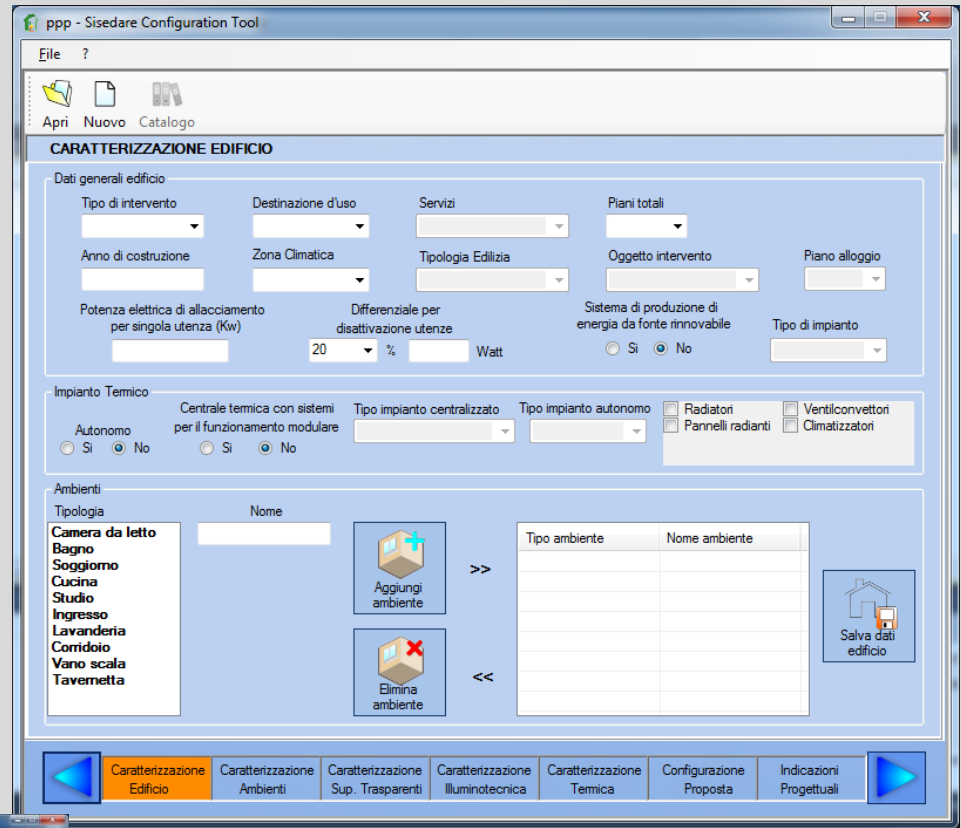 ppp - Sisedare Configuration Tool
File ?
Apri Nuovo Catalogo
CARATTERIZZAZIONE EDIFICIO
Dati generali edificio
Tipo di intervento Destinazione d'uso Servizi Piani totali
Anno di costruzione Zona Climatica Tipologia Edilizia Oggetto intervento Piano alloggio
Potenza elettrica di allacciamento
per singola utenza (Kw)
Differenziale per
disattivazione utenze
20 % Watt
Sistema di produzione di
energia da fonte rinnovabile
Si No
Tipo di impianto
Impianto Termico
Autonomo
Si No
Centrale termica con sistemi
per il funzionamento modulare
Si No
Tipo impianto centralizzato Tipo impianto autonomo
Radiatori Ventilconvettori
Pannelli radianti Climatizzatori
Ambienti
Tipologia Nome
Camera da letto
Bagno
Soggiorno
Cucina
Studio
Ingresso
Lavanderia
Corridoio
Vano scala
Tavernetta
Aggiungi
ambiente
>>
Elimina
ambiente
<<
Tipo ambiente Nome ambiente
Salva dati
edificio
Caratterizzazione
Edificio
Caratterizzazione
Ambienti
Caratterizzazione
Sup. Trasparenti
Caratterizzazione
Illuminotecnica
Caratterizzazione
Termica
Configurazione
Proposta
Indicazioni
Progettuali